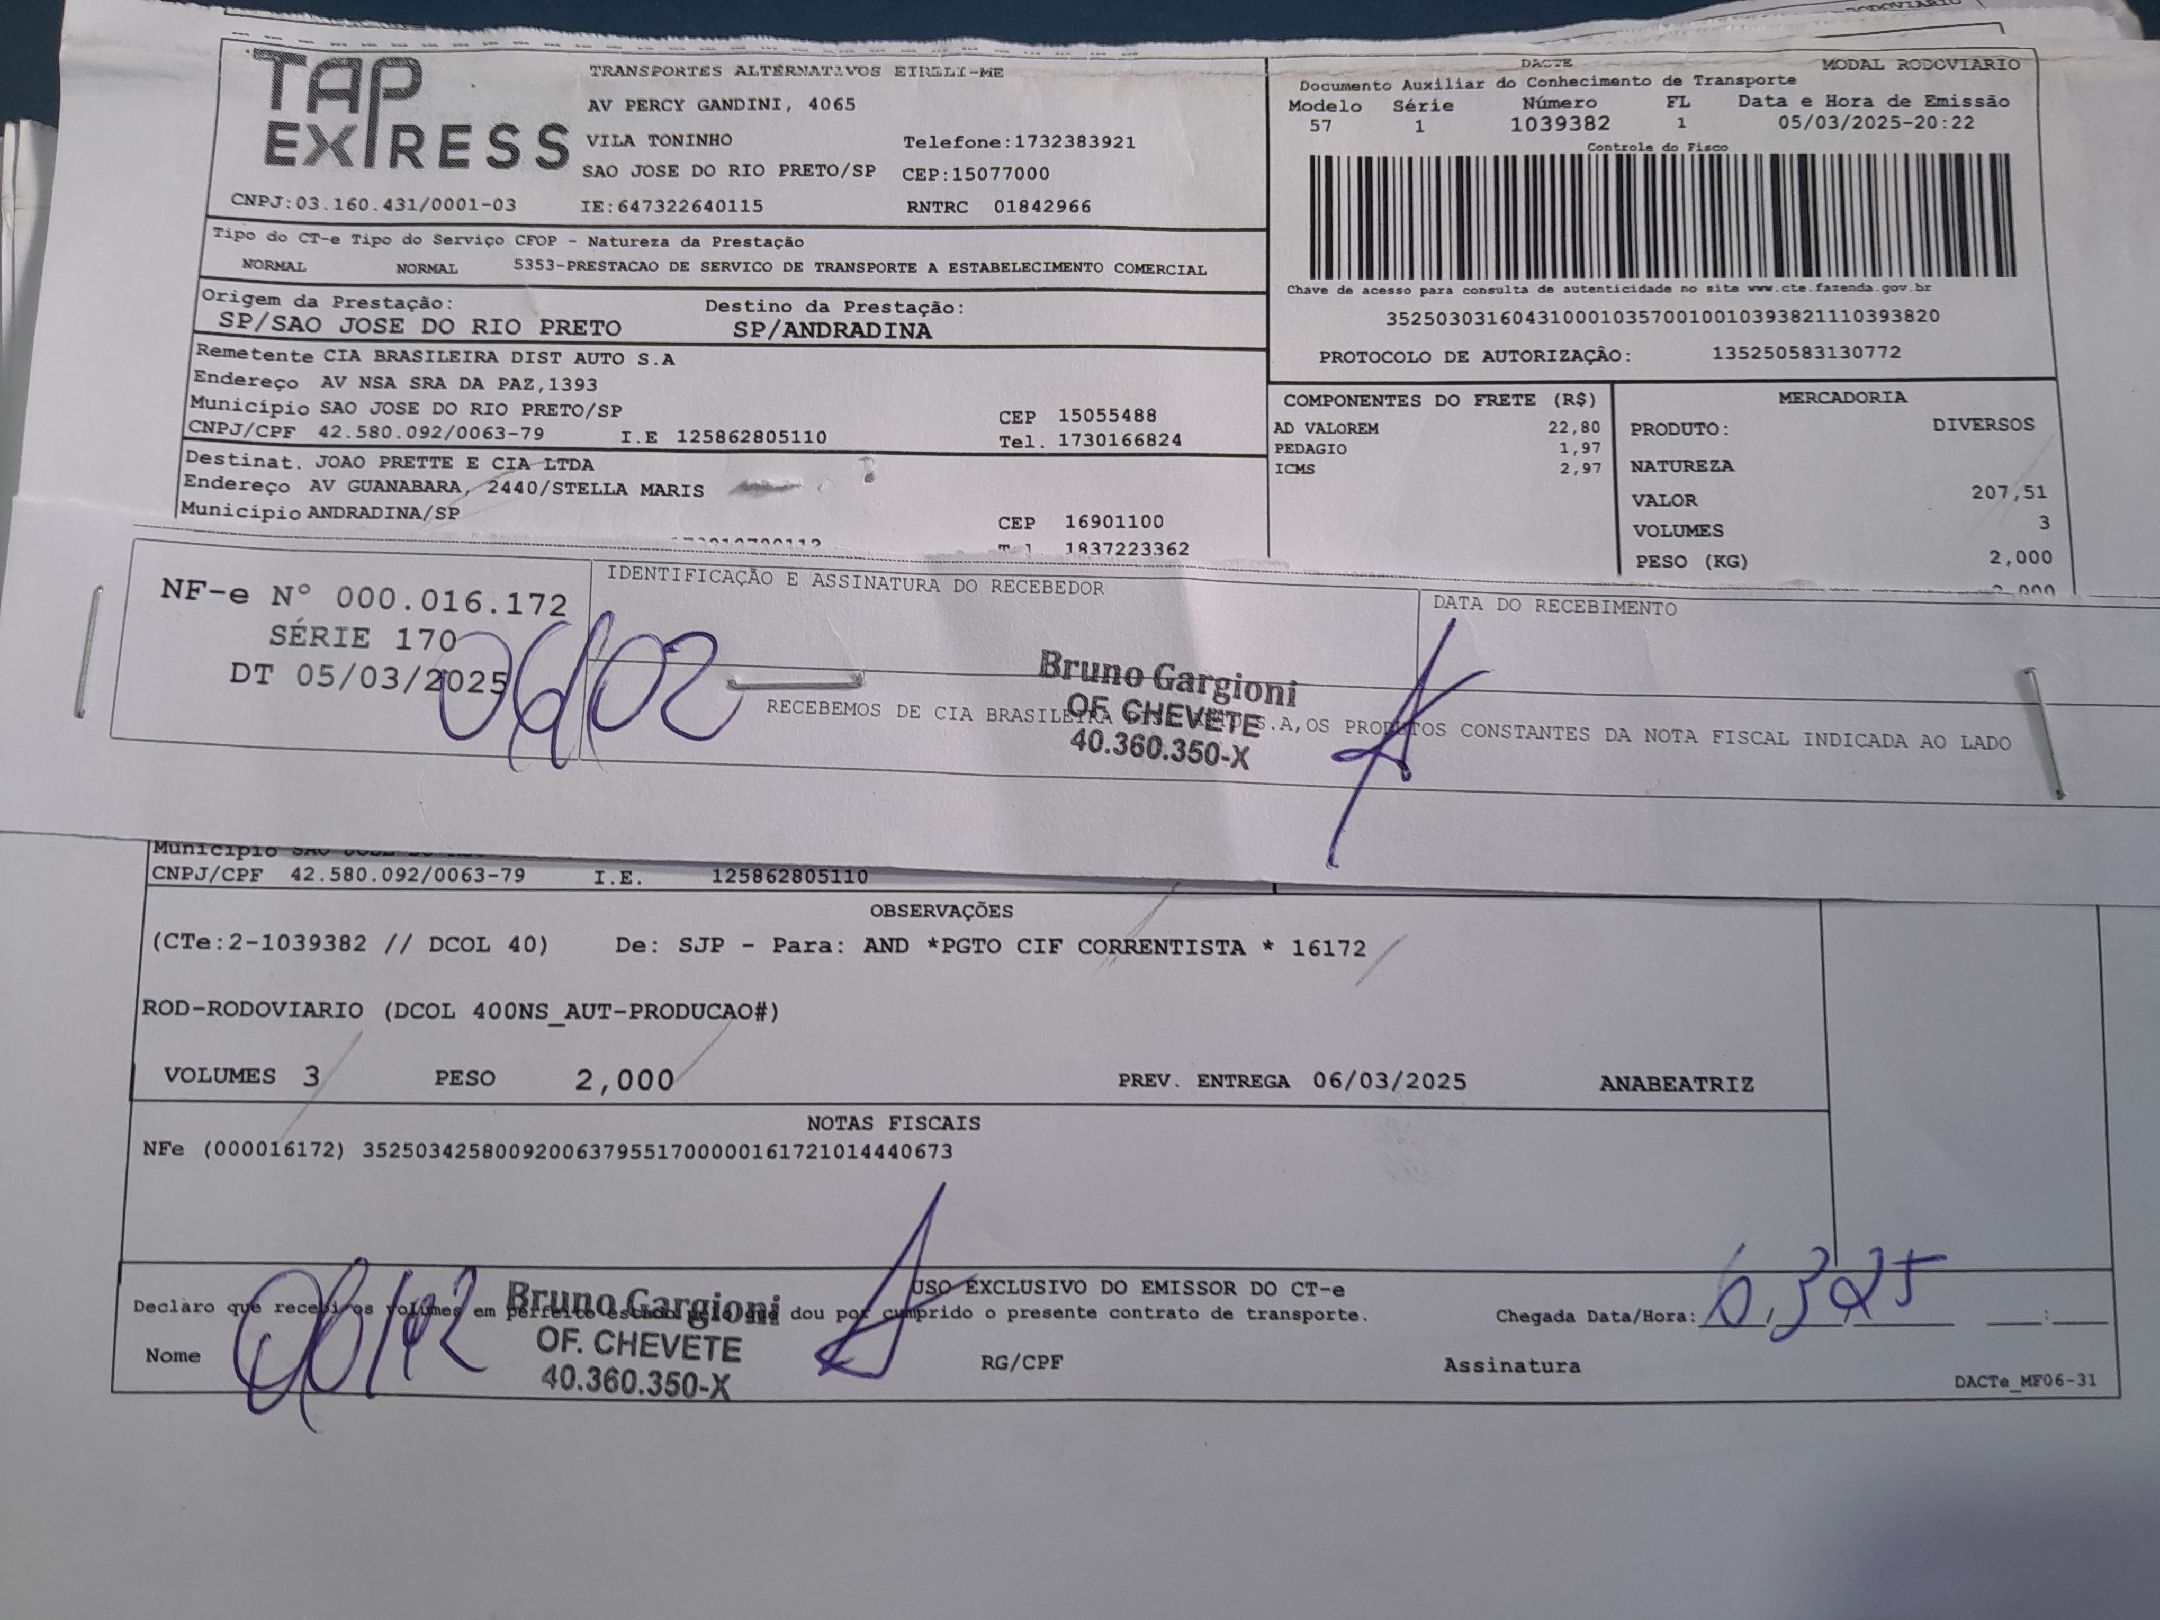 TAP EXPRESS
TRANSPORTES ALTERNATIVOS EIRELI-ME
AV PERCY GANDINI, 4065
VILA TONINHO Telefone:1732383921
SAO JOSE DO RIO PRETO/SP CEP:15077000
CNPJ:03.160.431/0001-03 IE:647322640115 RNTRC 01842966
DACTE MODAL RODOVIARIO
Documento Auxiliar do Conhecimento de Transporte
Modelo Série Número FL Data e Hora de Emissão
57 1 1039382 1 05/03/2025-20:22
Controle do Fisco
Chave de acesso para consulta de autenticidade no site www.cte.fazenda.gov.br
35250303160431000103570010010393821110393820
PROTOCOLO DE AUTORIZAÇÃO: 135250583130772
Tipo do CT-e Tipo do Serviço CFOP - Natureza da Prestação
NORMAL NORMAL 5353-PRESTACAO DE SERVICO DE TRANSPORTE A ESTABELECIMENTO COMERCIAL
Origem da Prestação: Destino da Prestação:
SP/SAO JOSE DO RIO PRETO SP/ANDRADINA
Remetente CIA BRASILEIRA DIST AUTO S.A
Endereço AV NSA SRA DA PAZ,1393
Município SAO JOSE DO RIO PRETO/SP CEP 15055488
CNPJ/CPF 42.580.092/0063-79 I.E 125862805110 Tel. 1730166824
Destinat. JOAO PRETTE E CIA LTDA
Endereço AV GUANABARA, 2440/STELLA MARIS
Município ANDRADINA/SP CEP 16901100
1837223362
COMPONENTES DO FRETE (R$)
AD VALOREM 22,80
PEDAGIO 1,97
ICMS 2,97
MERCADORIA
PRODUTO: DIVERSOS
NATUREZA
VALOR 207,51
VOLUMES 3
PESO (KG) 2,000
NF-e Nº 000.016.172
SÉRIE 170
DT 05/03/2025
IDENTIFICAÇÃO E ASSINATURA DO RECEBEDOR
DATA DO RECEBIMENTO
06/02
Bruno Gargioni
OF. CHEVETE
40.360.350-X
RECEBEMOS DE CIA BRASILEIRA S.A,OS PRODUTOS CONSTANTES DA NOTA FISCAL INDICADA AO LADO
Município
CNPJ/CPF 42.580.092/0063-79 I.E. 125862805110
OBSERVAÇÕES
(CTe:2-1039382 // DCOL 40) De: SJP - Para: AND *PGTO CIF CORRENTISTA * 16172
ROD-RODOVIARIO (DCOL 400NS_AUT-PRODUCAO#)
VOLUMES 3 PESO 2,000 PREV. ENTREGA 06/03/2025 ANABEATRIZ
NOTAS FISCAIS
NFe (000016172) 35250342580092006379551700000161721014440673
USO EXCLUSIVO DO EMISSOR DO CT-e
Declaro que recebi os volumes em perfeito estado pelo que dou por cumprido o presente contrato de transporte. Chegada Data/Hora: 6,3,25
Nome RG/CPF Assinatura
Bruno Gargioni
OF. CHEVETE
40.360.350-X
DACTe_MF06-31